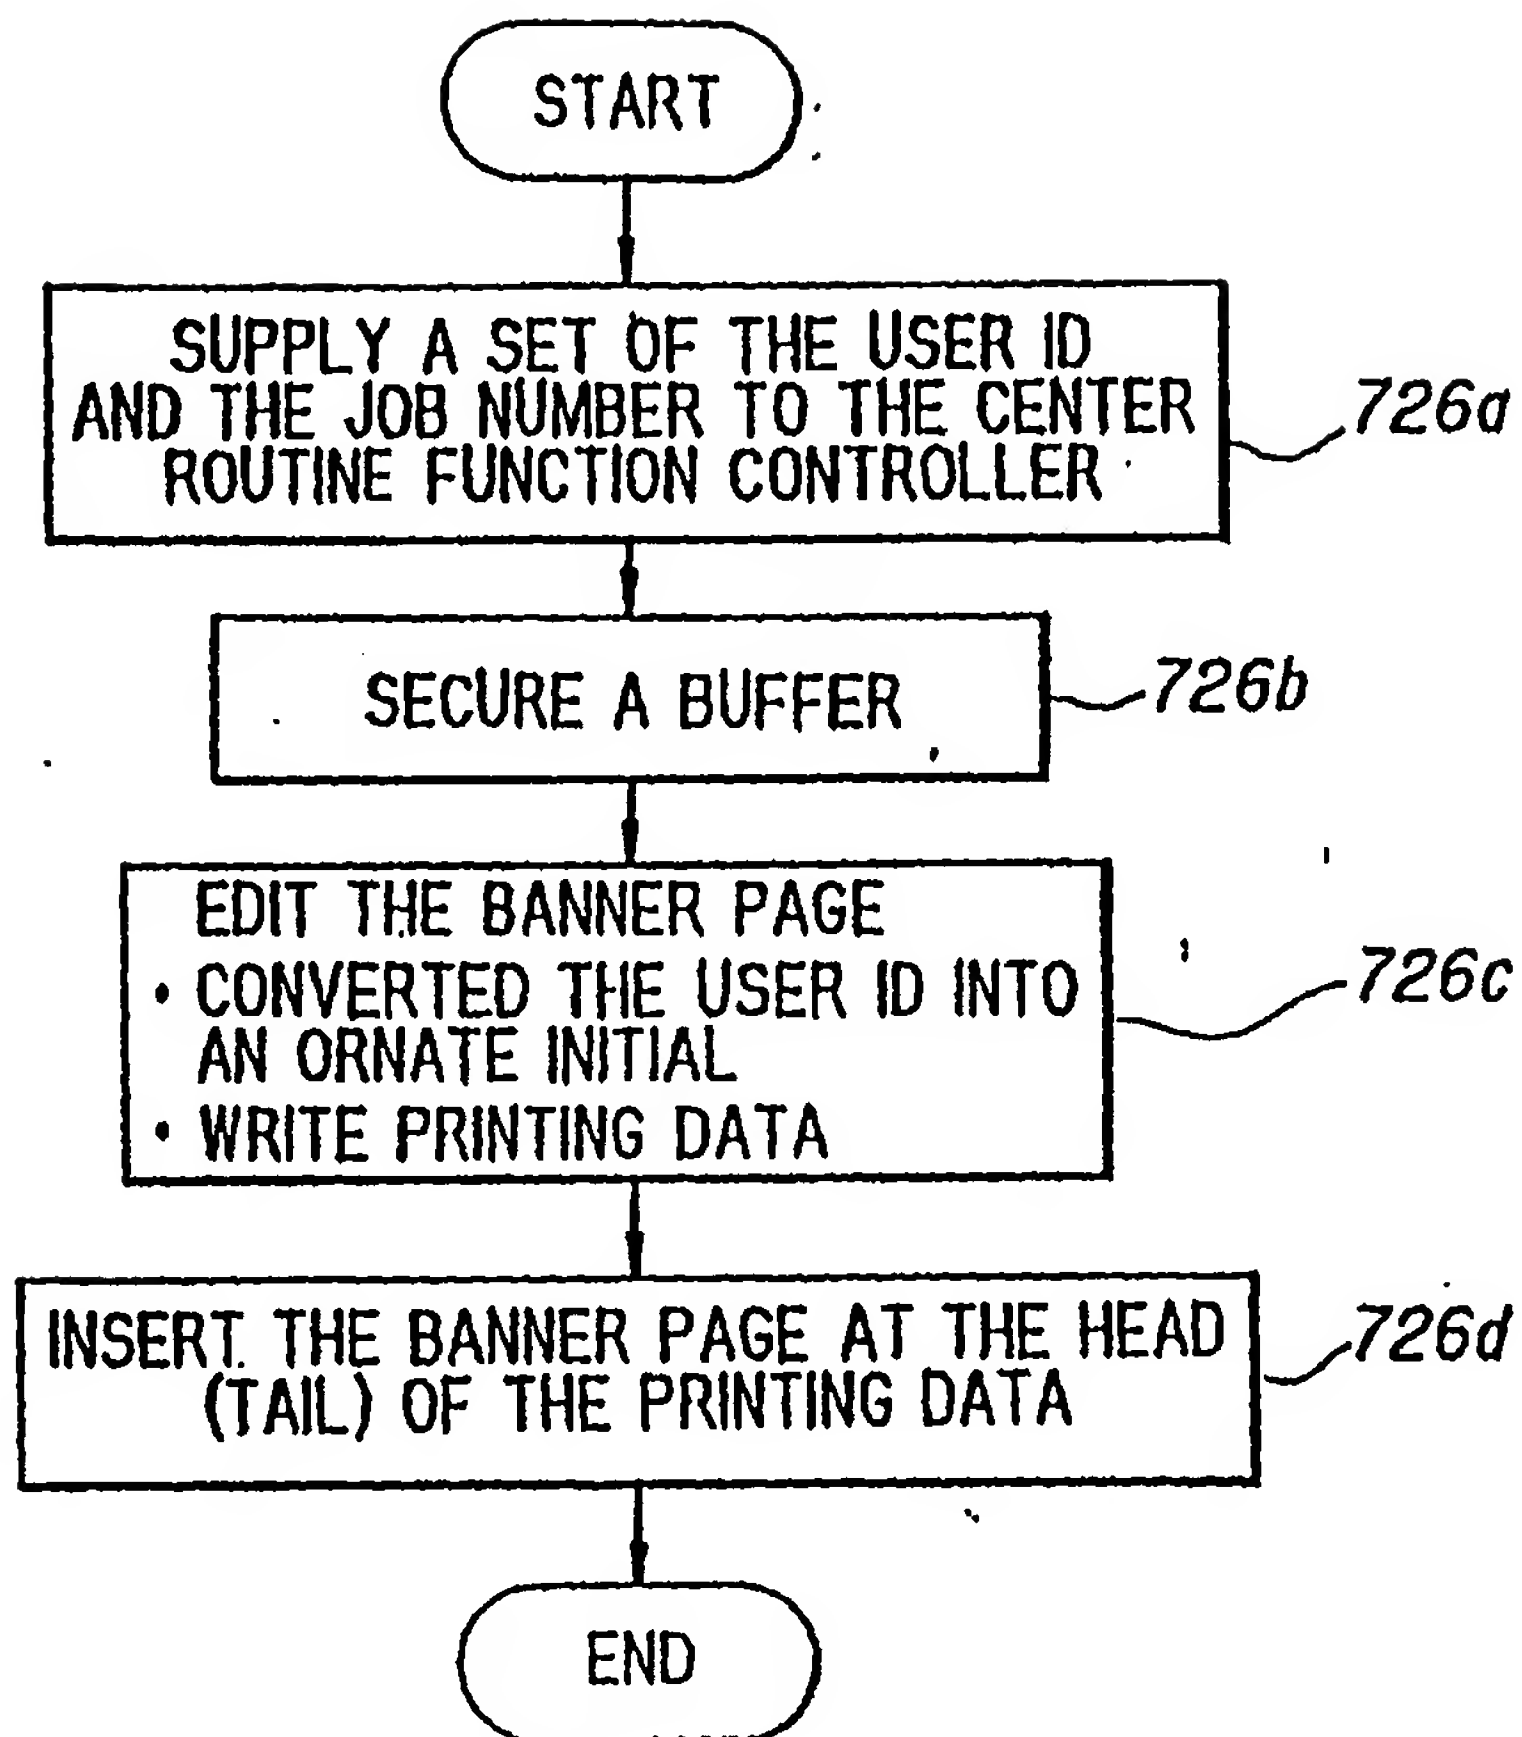 START
SUPPLY A SET OF THE USER ID
AND THE JOB NUMBER TO THE CENTER
ROUTINE FUNCTION CONTROLLER
726a
SECURE A BUFFER
726b
EDIT THE BANNER PAGE
• CONVERTED THE USER ID INTO
AN ORNATE INITIAL
• WRITE PRINTING DATA
726c
INSERT THE BANNER PAGE AT THE HEAD
(TAIL) OF THE PRINTING DATA
726d
END